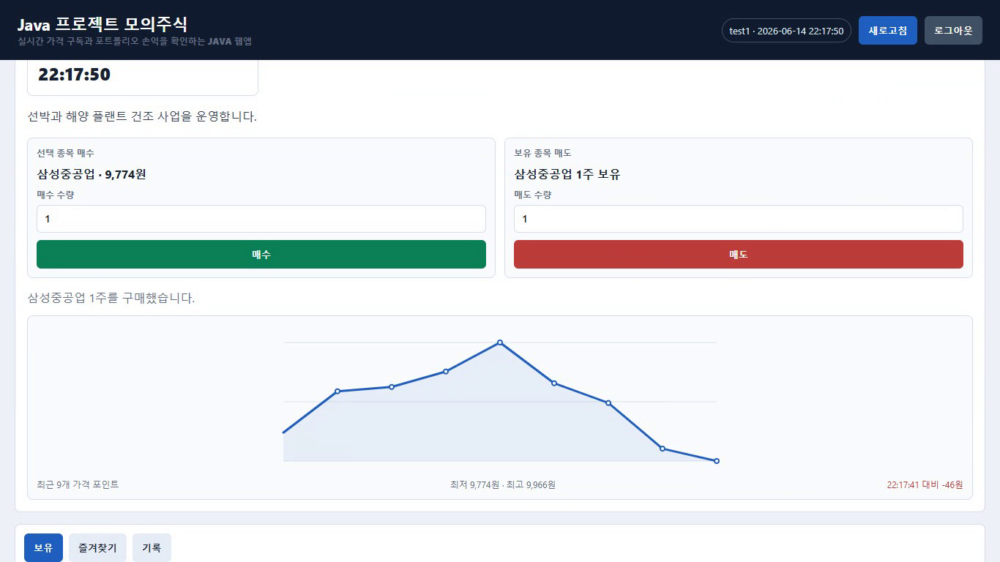 Java 프로젝트 모의주식
실시간 가격 구독과 포트폴리오 손익을 확인하는 JAVA 웹앱
test1 · 2026-06-14 22:17:50
새로고침
로그아웃
22:17:50
선박과 해양 플랜트 건조 사업을 운영합니다.
선택 종목 매수
삼성중공업 · 9,774원
매수 수량
1
매수
보유 종목 매도
삼성중공업 1주 보유
매도 수량
1
매도
삼성중공업 1주를 구매했습니다.
최근 9개 가격 포인트
최저 9,774원 · 최고 9,966원
22:17:41 대비 -46원
보유
즐겨찾기
기록